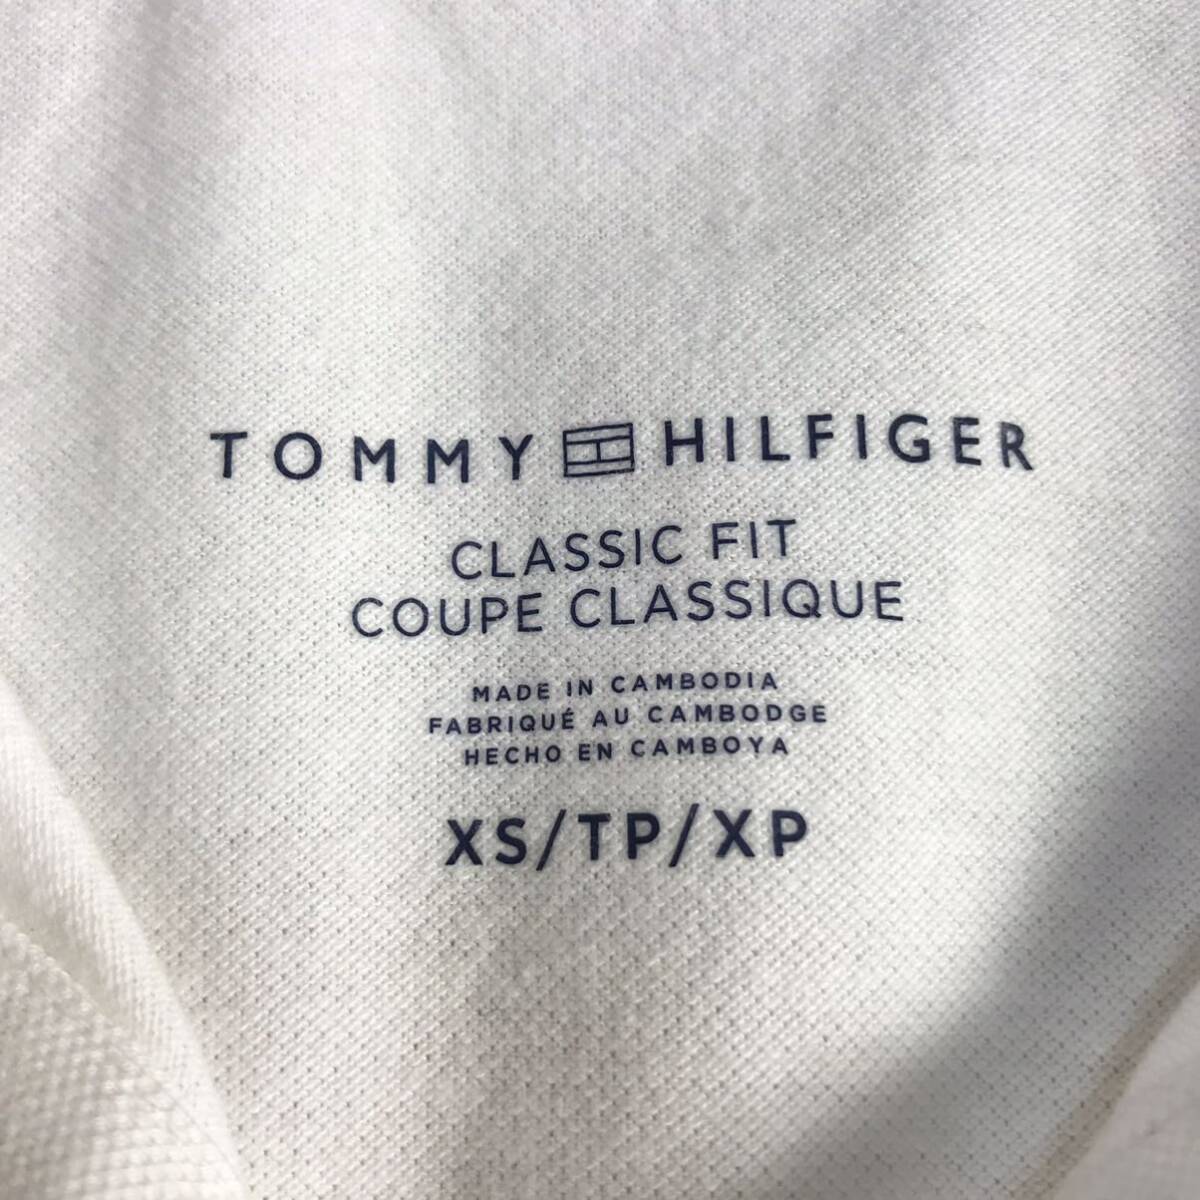 TOMMY HILFIGER
CLASSIC FIT
COUPE CLASSIQUE
MADE IN CAMBODIA
FABRIQUÉ AU CAMBODGE
HECHO EN CAMBOYA
XS/TP/XP